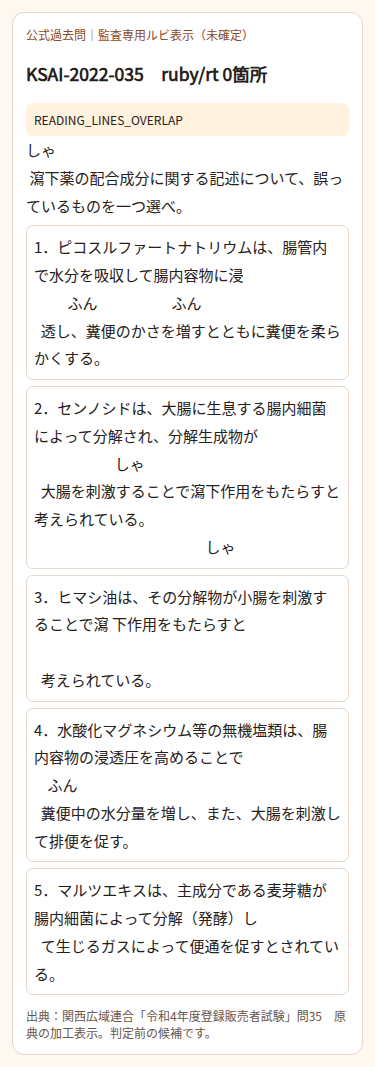 公式過去問｜監査専用ルビ表示（未確定）
KSAI-2022-035　ruby/rt 0箇所
READING_LINES_OVERLAP
しゃ
瀉下薬の配合成分に関する記述について、誤っ
ているものを一つ選べ。
1．ピコスルファートナトリウムは、腸管内
で水分を吸収して腸内容物に浸
ふん　　　　　ふん
透し、糞便のかさを増すとともに糞便を柔ら
かくする。
2．センノシドは、大腸に生息する腸内細菌
によって分解され、分解生成物が
しゃ
大腸を刺激することで瀉下作用をもたらすと
考えられている。
しゃ
3．ヒマシ油は、その分解物が小腸を刺激す
ることで瀉 下作用をもたらすと
考えられている。
4．水酸化マグネシウム等の無機塩類は、腸
内容物の浸透圧を高めることで
ふん
糞便中の水分量を増し、また、大腸を刺激し
て排便を促す。
5．マルツエキスは、主成分である麦芽糖が
腸内細菌によって分解（発酵）し
て生じるガスによって便通を促すとされてい
る。
出典：関西広域連合「令和4年度登録販売者試験」問35　原
典の加工表示。判定前の候補です。